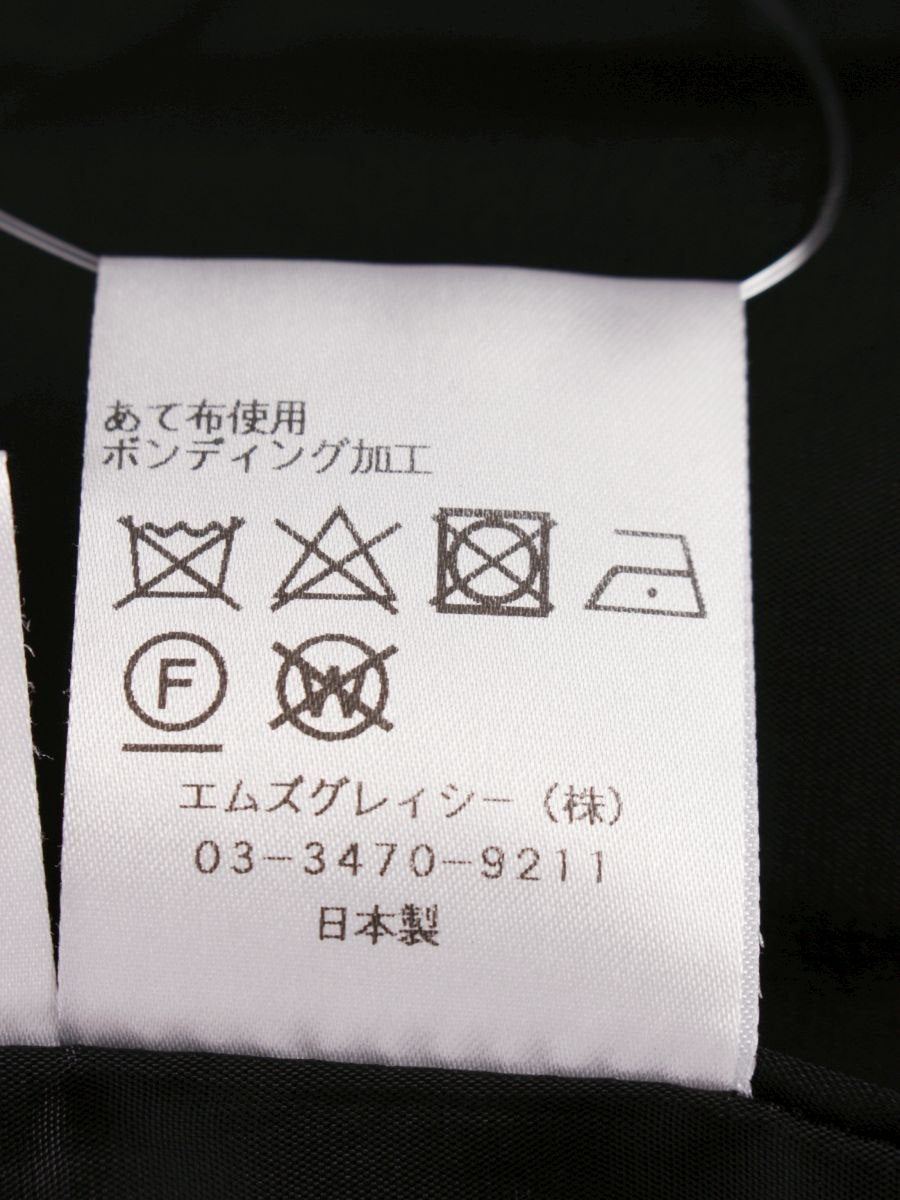 あて布使用
ボンディング加工
F W
エムズグレィシー（株）
03-3470-9211
日本製